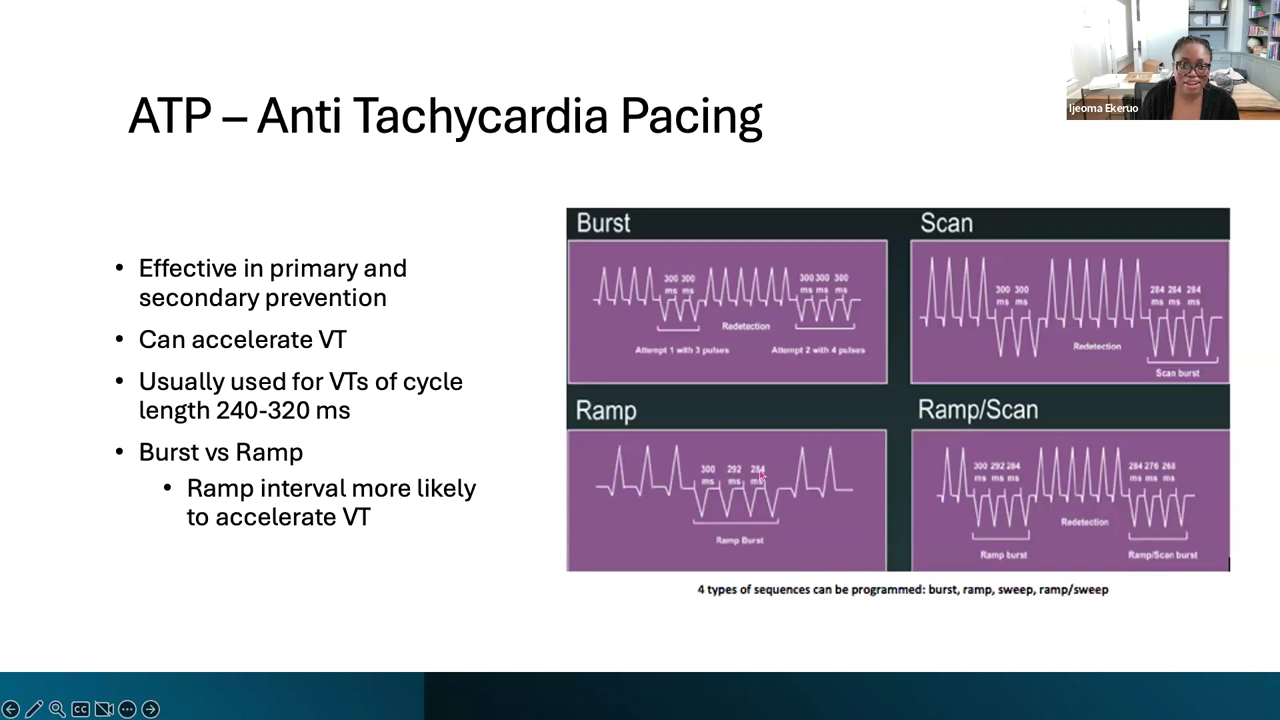 Ijeoma Ekeruo
ATP – Anti Tachycardia Pacing
• Effective in primary and
secondary prevention
• Can accelerate VT
• Usually used for VTs of cycle
length 240-320 ms
• Burst vs Ramp
• Ramp interval more likely
to accelerate VT
Burst
300 300
ms ms
300 300 300
ms ms ms
Redetection
Attempt 1 with 3 pulses
Attempt 2 with 4 pulses
Scan
300 300
ms ms
284 284 284
ms ms ms
Redetection
Scan burst
Ramp
300 292 284
ms ms ms
Ramp Burst
Ramp/Scan
300 292 284
ms ms ms
284 276 268
ms ms ms
Redetection
Ramp burst
Ramp/Scan burst
4 types of sequences can be programmed: burst, ramp, sweep, ramp/sweep
CC